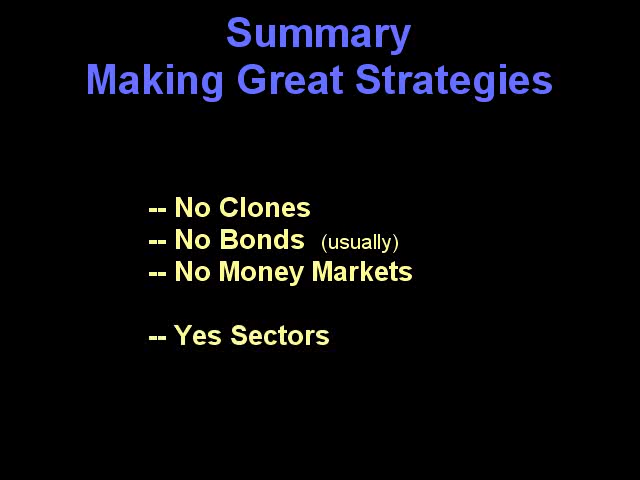 Summary
Making Great Strategies
-- No Clones
-- No Bonds (usually)
-- No Money Markets
-- Yes Sectors